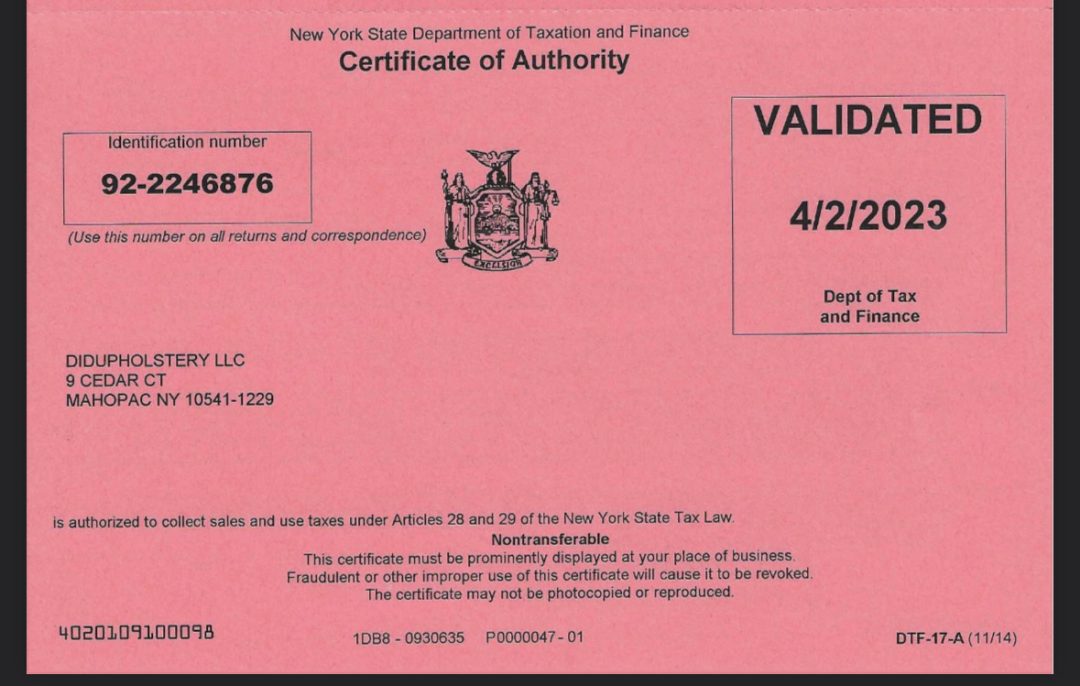 New York State Department of Taxation and Finance
Certificate of Authority
Identification number
92-2246876
(Use this number on all returns and correspondence)
EXCELSIOR
VALIDATED
4/2/2023
Dept of Tax
and Finance
DIDUPHOLSTERY LLC
9 CEDAR CT
MAHOPAC NY 10541-1229
is authorized to collect sales and use taxes under Articles 28 and 29 of the New York State Tax Law.
Nontransferable
This certificate must be prominently displayed at your place of business.
Fraudulent or other improper use of this certificate will cause it to be revoked.
The certificate may not be photocopied or reproduced.
4020109100098
1DB8 - 0930635 P0000047 - 01
DTF-17-A (11/14)